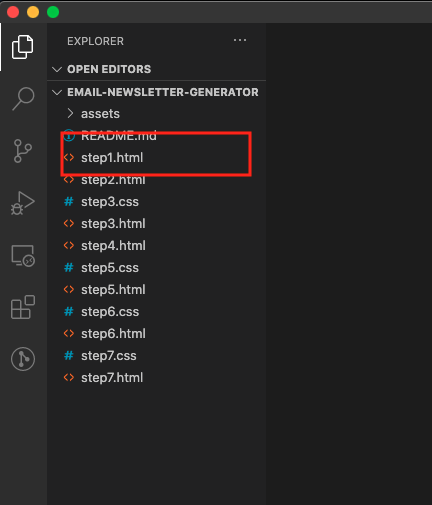 EXPLORER
OPEN EDITORS
EMAIL-NEWSLETTER-GENERATOR
assets
README.md
step1.html
step2.html
step3.css
step3.html
step4.html
step5.css
step5.html
step6.css
step6.html
step7.css
step7.html